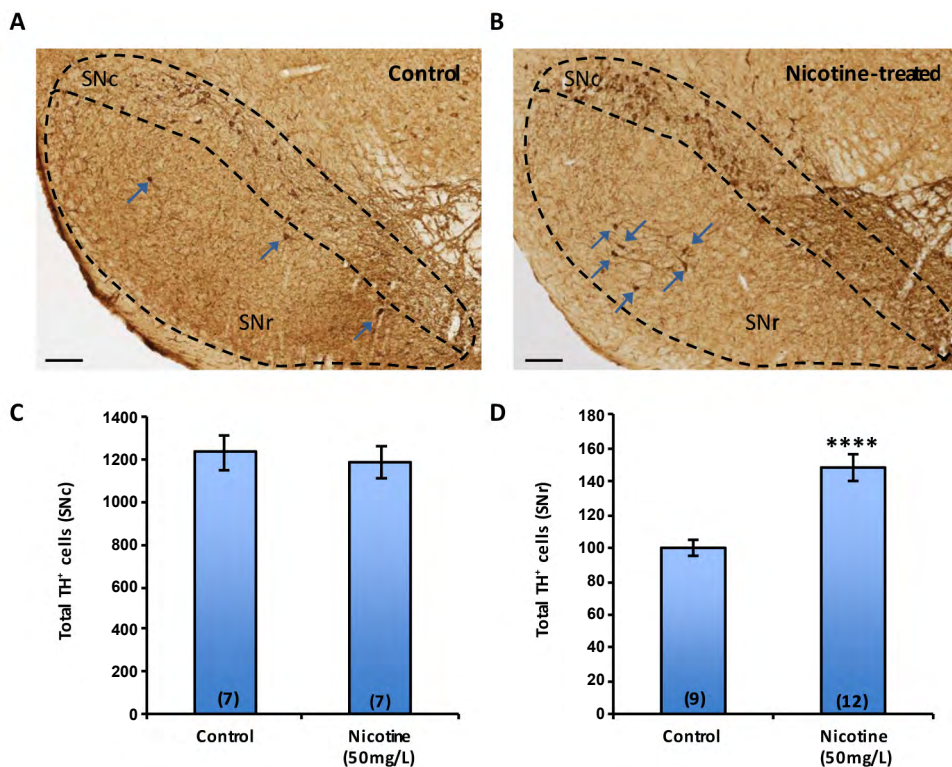 A
B
SNc
Control
SNr
SNc
Nicotine-treated
SNr
C
Total TH⁺ cells (SNc)
1400
1200
1000
800
600
400
200
0
(7)
(7)
Control
Nicotine
(50mg/L)
D
Total TH⁺ cells (SNr)
180
160
140
120
100
80
60
40
20
0
****
(9)
(12)
Control
Nicotine
(50mg/L)